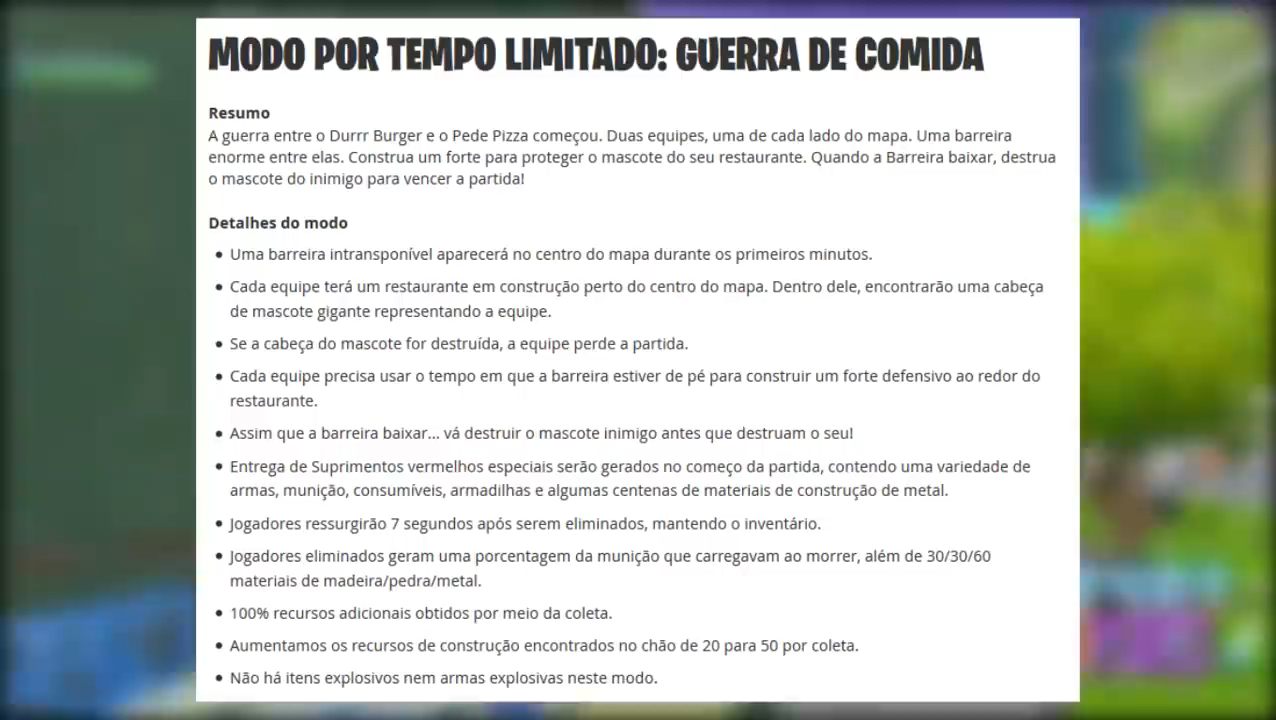 MODO POR TEMPO LIMITADO: GUERRA DE COMIDA
Resumo
A guerra entre o Durrr Burger e o Pede Pizza começou. Duas equipes, uma de cada lado do mapa. Uma barreira
enorme entre elas. Construa um forte para proteger o mascote do seu restaurante. Quando a Barreira baixar, destrua
o mascote do inimigo para vencer a partida!
Detalhes do modo
• Uma barreira intransponível aparecerá no centro do mapa durante os primeiros minutos.
• Cada equipe terá um restaurante em construção perto do centro do mapa. Dentro dele, encontrarão uma cabeça
de mascote gigante representando a equipe.
• Se a cabeça do mascote for destruída, a equipe perde a partida.
• Cada equipe precisa usar o tempo em que a barreira estiver de pé para construir um forte defensivo ao redor do
restaurante.
• Assim que a barreira baixar... vá destruir o mascote inimigo antes que destruam o seu!
• Entrega de Suprimentos vermelhos especiais serão gerados no começo da partida, contendo uma variedade de
armas, munição, consumíveis, armadilhas e algumas centenas de materiais de construção de metal.
• Jogadores ressurgirão 7 segundos após serem eliminados, mantendo o inventário.
• Jogadores eliminados geram uma porcentagem da munição que carregavam ao morrer, além de 30/30/60
materiais de madeira/pedra/metal.
• 100% recursos adicionais obtidos por meio da coleta.
• Aumentamos os recursos de construção encontrados no chão de 20 para 50 por coleta.
• Não há itens explosivos nem armas explosivas neste modo.